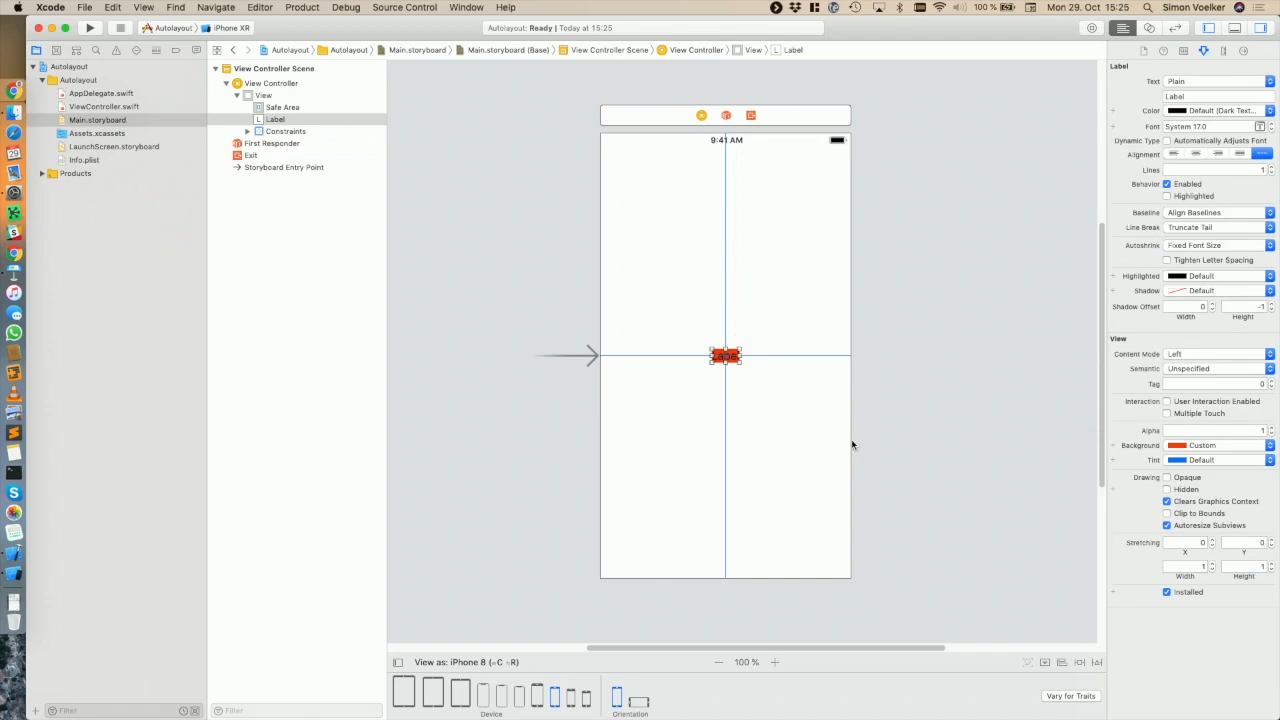 Xcode File Edit View Find Navigate Editor Product Debug Source Control Window Help 100 % Mon 29. Oct. 15:25 Simon Voelker
Autolayout iPhone XR Autolayout: Ready | Today at 15:25
Autolayout Autolayout Main.storyboard Main.storyboard (Base) View Controller Scene View Controller View Label
Autolayout
Autolayout
AppDelegate.swift
ViewController.swift
Main.storyboard
Assets.xcassets
LaunchScreen.storyboard
Info.plist
Products
View Controller Scene
View Controller
View
Safe Area
Label
Constraints
First Responder
Exit
Storyboard Entry Point
9:41 AM
Label
Label
Text Plain
Label
Color Default (Dark Text...
Font System 17.0
Dynamic Type Automatically Adjusts Font
Alignment
Lines 1
Behavior Enabled
Highlighted
Baseline Align Baselines
Line Break Truncate Tail
Autoshrink Fixed Font Size
Tighten Letter Spacing
Highlighted Default
Shadow Default
Shadow Offset 0 -1
Width Height
View
Content Mode Left
Semantic Unspecified
Tag 0
Interaction User Interaction Enabled
Multiple Touch
Alpha 1
Background Custom
Tint Default
Drawing Opaque
Hidden
Clears Graphics Context
Clip to Bounds
Autoresize Subviews
Stretching 0 0
X Y
1 1
Width Height
Installed
View as: iPhone 8 (wC hR) 100 %
Device Orientation Vary for Traits
Filter Filter